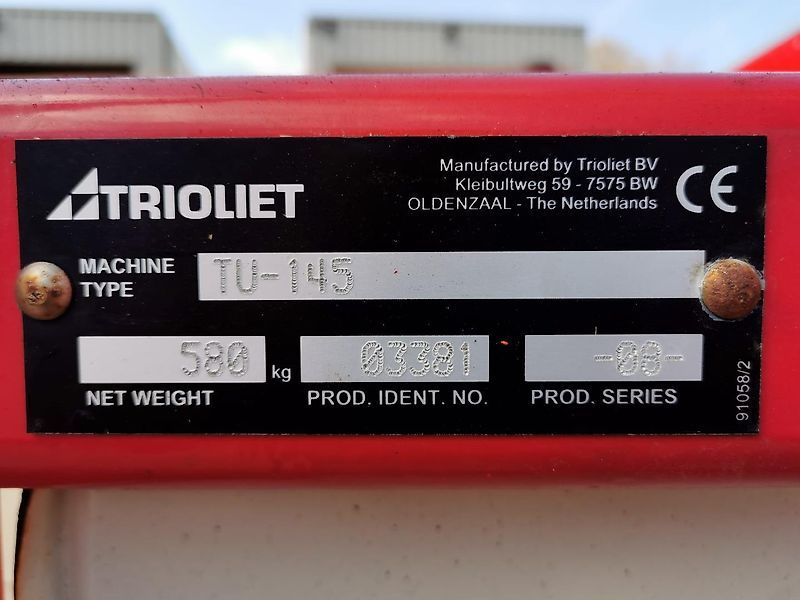 TRIOLIET
Manufactured by Trioliet BV
Kleibultweg 59 - 7575 BW
OLDENZAAL - The Netherlands
CE
MACHINE TYPE TU-145
580 kg
NET WEIGHT
03381
PROD. IDENT. NO.
-08-
PROD. SERIES
91058/2